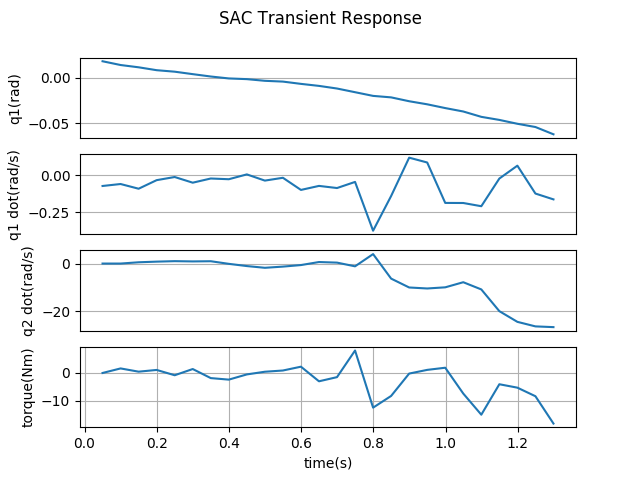 SAC Transient Response
q1(rad)
0.00
−0.05
q1 dot(rad/s)
0.00
−0.25
q2 dot(rad/s)
0
−20
torque(Nm)
0
−10
0.0 0.2 0.4 0.6 0.8 1.0 1.2
time(s)